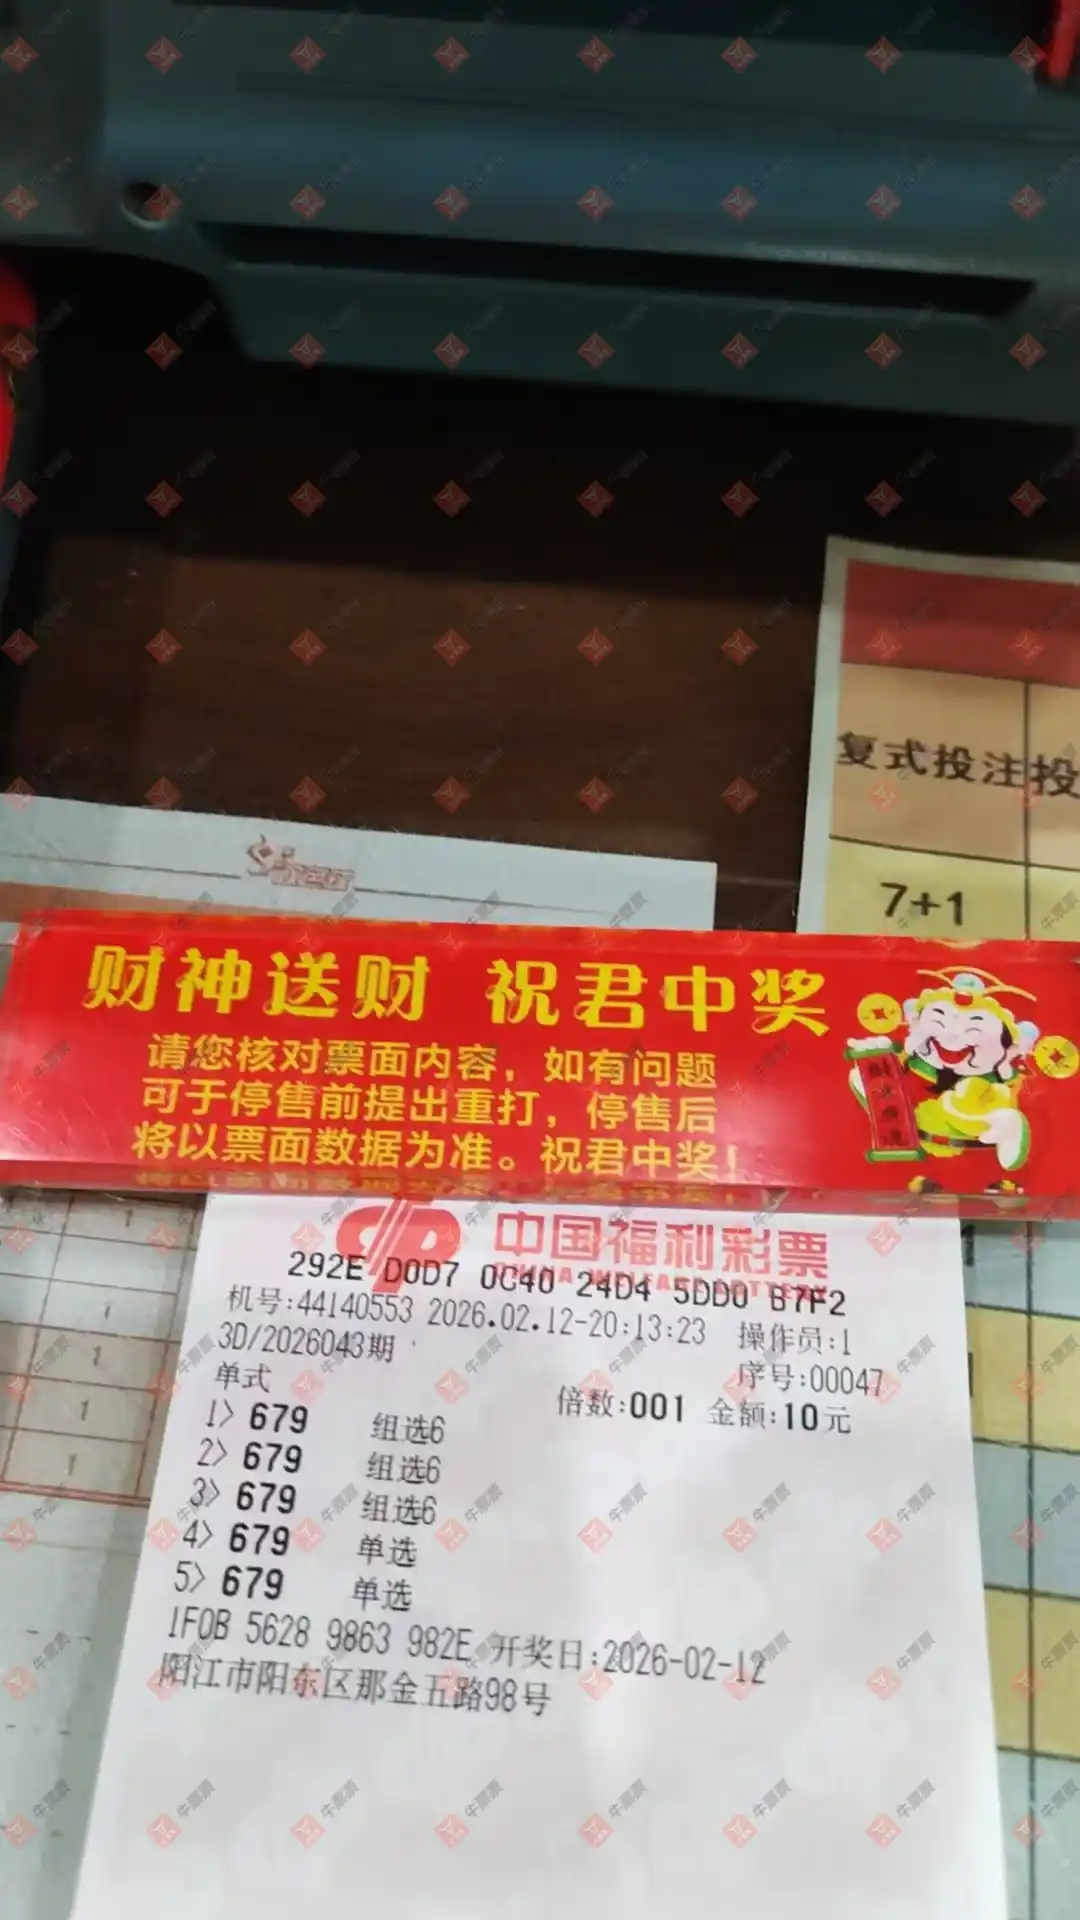 复式投注投
7+1
财神送财 祝君中奖
请您核对票面内容，如有问题
可于停售前提出重打，停售后
将以票面数据为准。祝君中奖！
中国福利彩票
CHINA WELFARE LOTTERY
292E D0D7 0C40 24D4 5DD0 B7F2
机号:44140553 2026.02.12-20:13:23 操作员:1
3D/2026043期 序号:00047
单式 倍数:001 金额:10元
1> 679 组选6
2> 679 组选6
3> 679 组选6
4> 679 单选
5> 679 单选
1F0B 5628 9863 982E 开奖日:2026-02-12
阳江市阳东区那金五路98号
牛票票